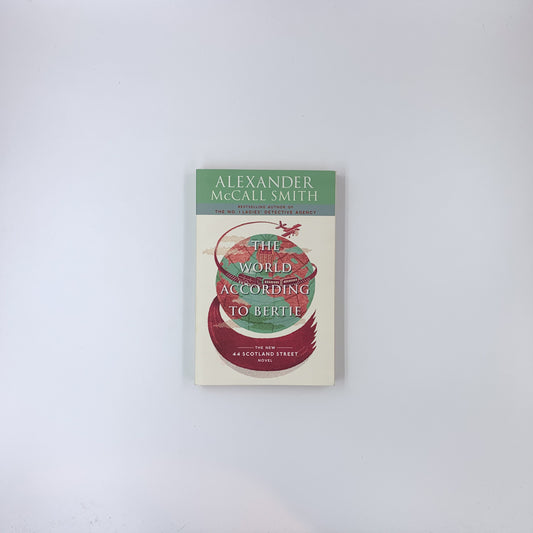 ALEXANDER
McCALL SMITH
BESTSELLING AUTHOR OF
THE NO. 1 LADIES' DETECTIVE AGENCY
THE
WORLD
ACCORDING
TO BERTIE
THE NEW
44 SCOTLAND STREET
NOVEL